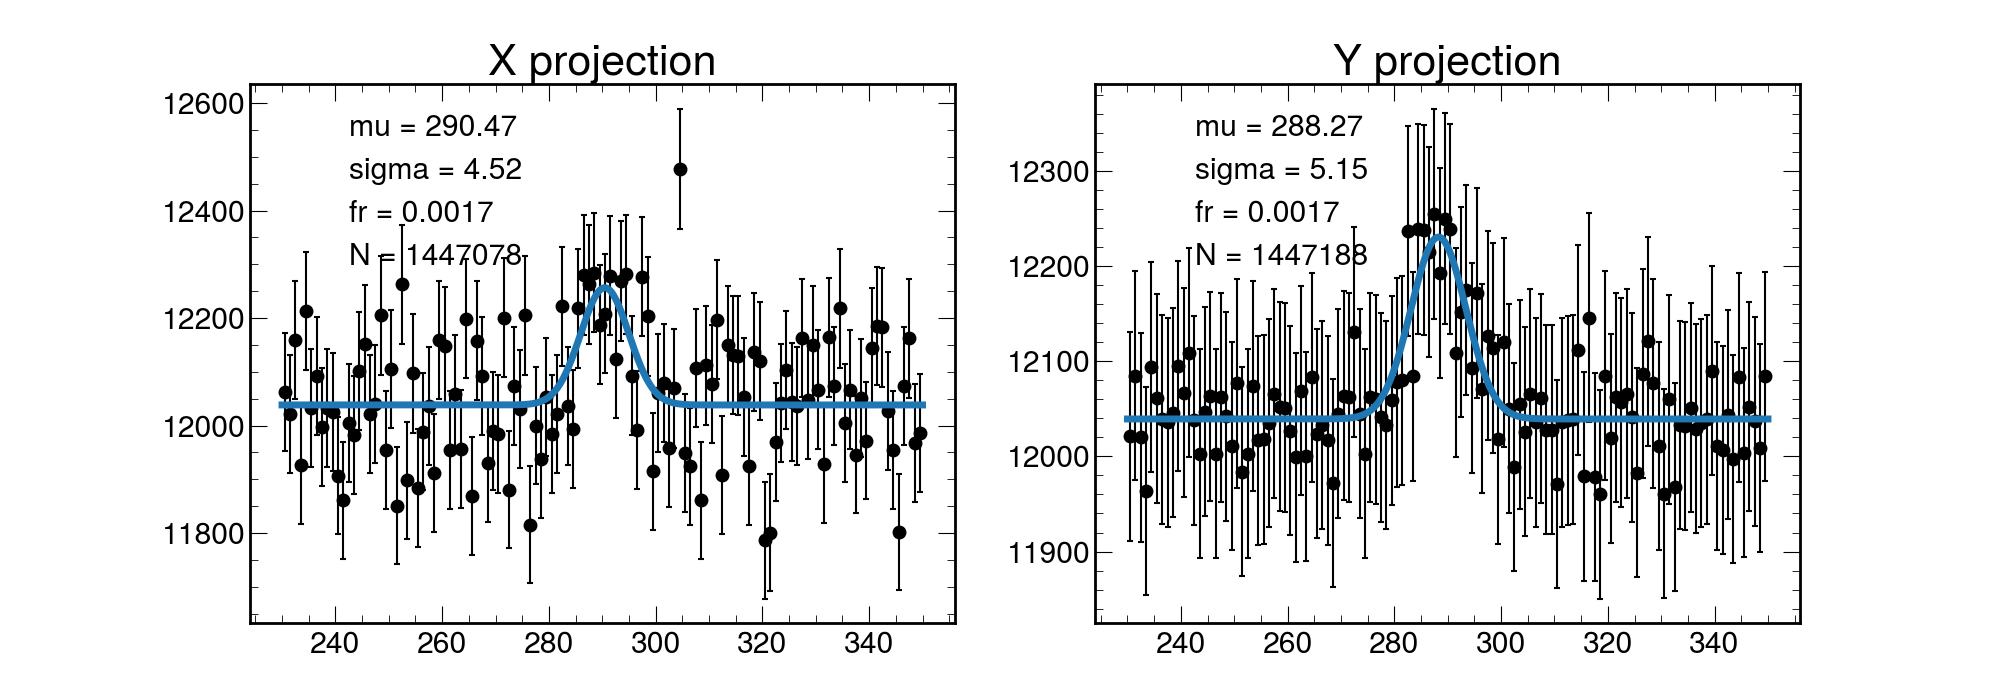 X projection
12600
12400
12200
12000
11800
mu = 290.47
sigma = 4.52
fr = 0.0017
N = 1447078
240 260 280 300 320 340
Y projection
12300
12200
12100
12000
11900
mu = 288.27
sigma = 5.15
fr = 0.0017
N = 1447188
240 260 280 300 320 340